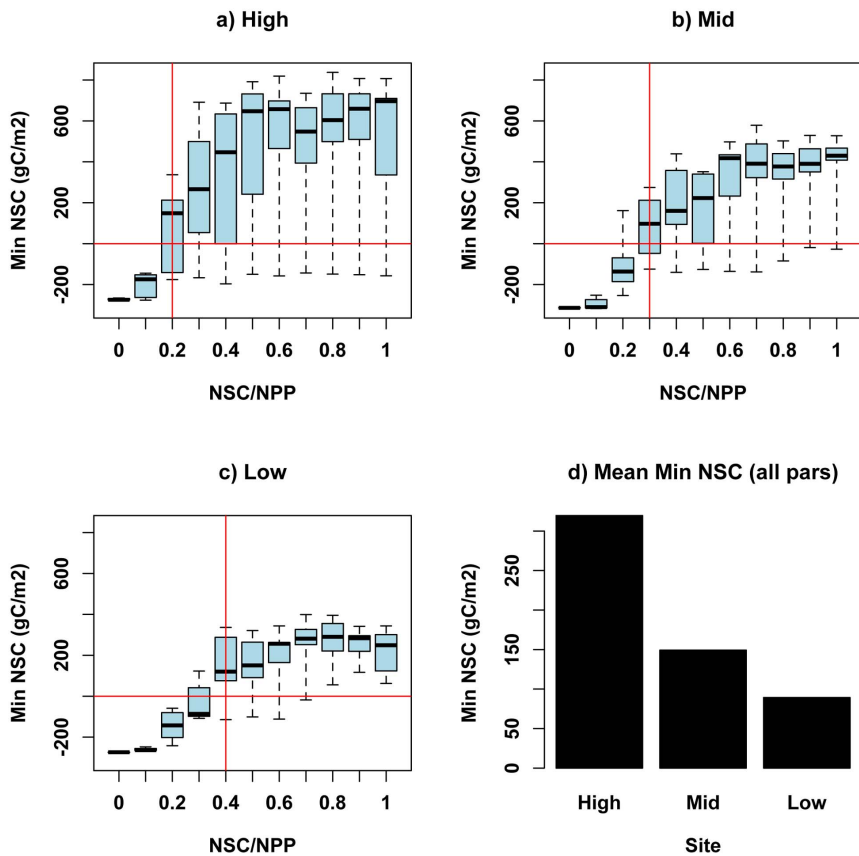 a) High
Min NSC (gC/m2)
600
200
-200
0 0.2 0.4 0.6 0.8 1
NSC/NPP
b) Mid
Min NSC (gC/m2)
600
200
-200
0 0.2 0.4 0.6 0.8 1
NSC/NPP
c) Low
Min NSC (gC/m2)
600
200
-200
0 0.2 0.4 0.6 0.8 1
NSC/NPP
d) Mean Min NSC (all pars)
Min NSC (gC/m2)
250
150
50
0
High Mid Low
Site